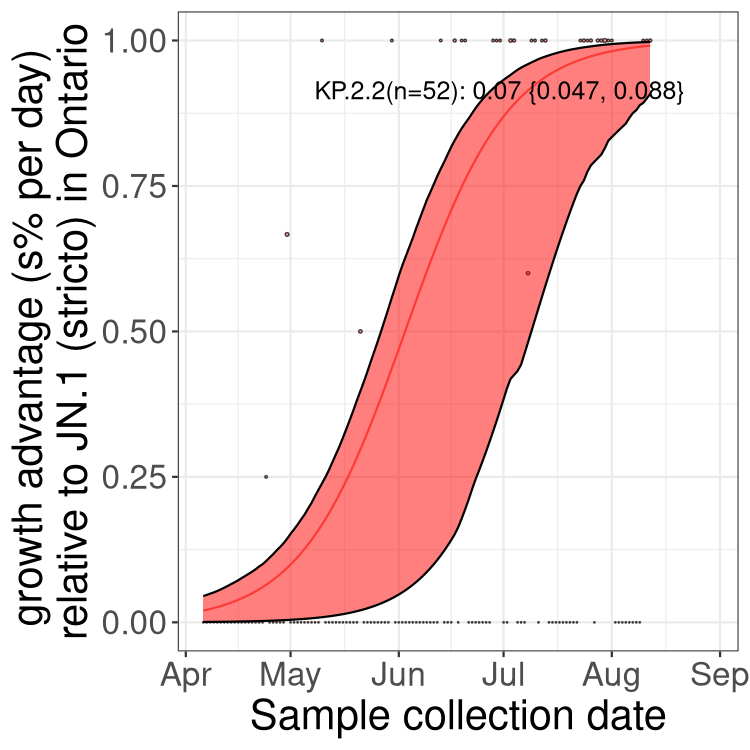 growth advantage (s% per day)
relative to JN.1 (stricto) in Ontario
1.00
0.75
0.50
0.25
0.00
KP.2.2(n=52): 0.07 {0.047, 0.088}
Apr May Jun Jul Aug Sep
Sample collection date